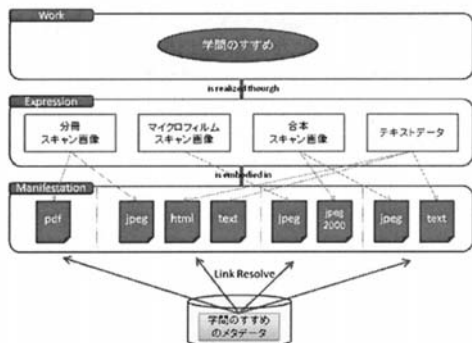 Work
学問のすすめ
is realized though
Expression
分冊
スキャン画像
マイクロフィルム
スキャン画像
合本
スキャン画像
テキストデータ
is embodied in
Manifestation
pdf
jpeg
html
text
jpeg
jpeg
2000
jpeg
text
Link Resolve
学問のすすめ
のメタデータ